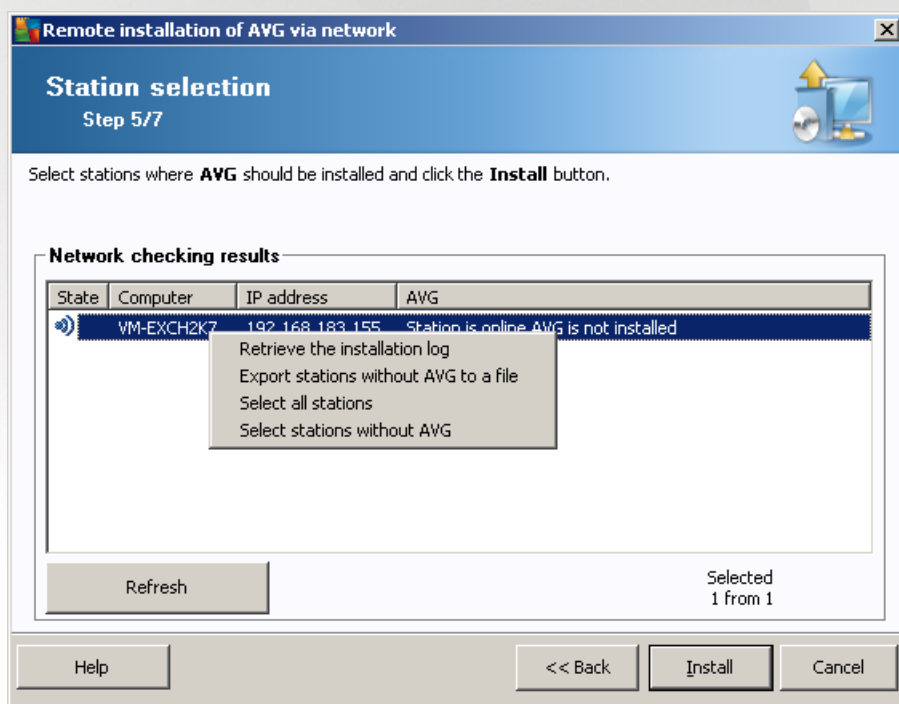 Remote installation of AVG via network
Station selection
Step 5/7
Select stations where AVG should be installed and click the Install button.
Network checking results
State Computer IP address AVG
VM-EXCH2K7 192.168.183.155 Station is online AVG is not installed
Retrieve the installation log
Export stations without AVG to a file
Select all stations
Select stations without AVG
Refresh
Selected
1 from 1
Help << Back Install Cancel